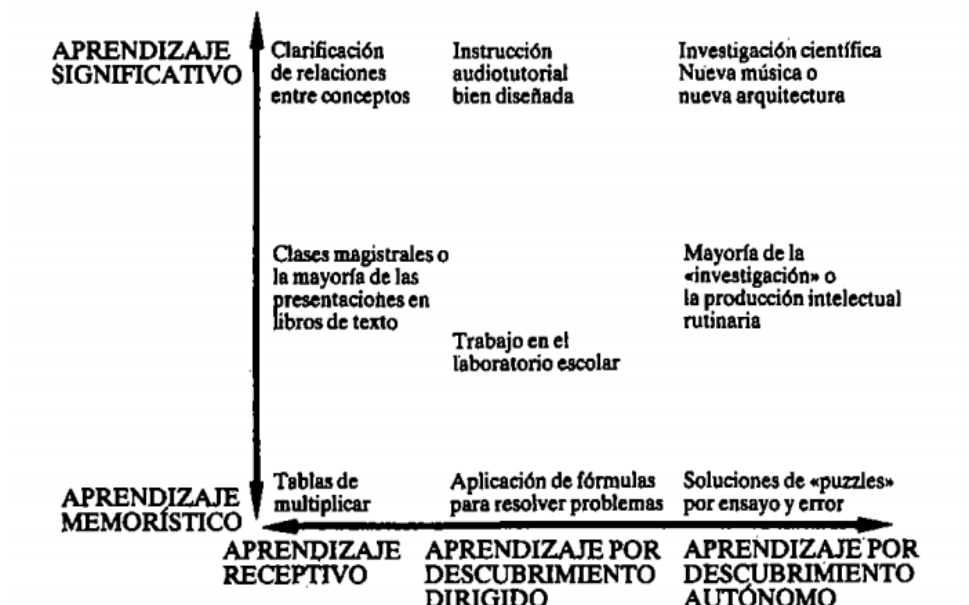 APRENDIZAJE
SIGNIFICATIVO
Clarificación
de relaciones
entre conceptos
Instrucción
audiotutorial
bien diseñada
Investigación científica
Nueva música o
nueva arquitectura
Clases magistrales o
la mayoría de las
presentaciones en
libros de texto
Trabajo en el
laboratorio escolar
Mayoría de la
«investigación» o
la producción intelectual
rutinaria
APRENDIZAJE
MEMORÍSTICO
Tablas de
multiplicar
Aplicación de fórmulas
para resolver problemas
Soluciones de «puzzles»
por ensayo y error
APRENDIZAJE
RECEPTIVO
APRENDIZAJE POR
DESCUBRIMIENTO
DIRIGIDO
APRENDIZAJE POR
DESCUBRIMIENTO
AUTÓNOMO